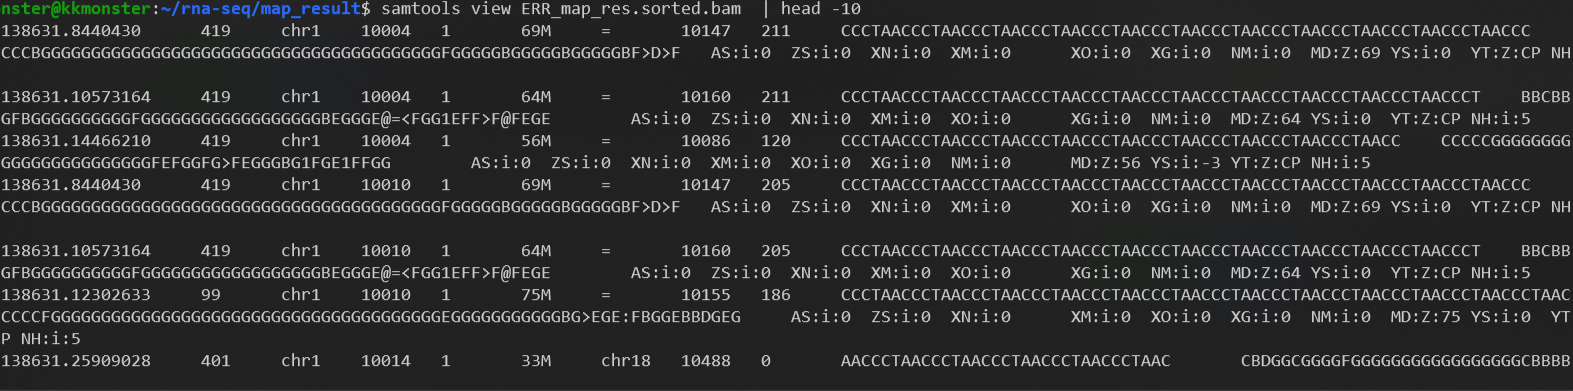 nster@kkmonster:~/rna-seq/map_result$ samtools view ERR_map_res.sorted.bam | head -10
138631.8440430 419 chr1 10004 1 69M = 10147 211 CCCTAACCCTAACCCTAACCCTAACCCTAACCCTAACCCTAACCCTAACCCTAACCCTAACCCTAACCC
CCCBGGGGGGGGGGGGGGGGGGGGGGGGGGGGGGGGGGGGGGGGFGGGGGBGGGGGBGGGGGBF>D>F AS:i:0 ZS:i:0 XN:i:0 XM:i:0 XO:i:0 XG:i:0 NM:i:0 MD:Z:69 YS:i:0 YT:Z:CP NH
138631.10573164 419 chr1 10004 1 64M = 10160 211 CCCTAACCCTAACCCTAACCCTAACCCTAACCCTAACCCTAACCCTAACCCTAACCCTAACCCT BBCBB
GFBGGGGGGGGGGFGGGGGGGGGGGGGGGGGGBEGGGE@=<FGG1EFF>F@FEGE AS:i:0 ZS:i:0 XN:i:0 XM:i:0 XO:i:0 XG:i:0 NM:i:0 MD:Z:64 YS:i:0 YT:Z:CP NH:i:5
138631.14466210 419 chr1 10004 1 56M = 10086 120 CCCTAACCCTAACCCTAACCCTAACCCTAACCCTAACCCTAACCCTAACCCTAACC CCCCCGGGGGGGG
GGGGGGGGGGGGGGGFEFGGFG>FEGGGBG1FGE1FFGG AS:i:0 ZS:i:0 XN:i:0 XM:i:0 XO:i:0 XG:i:0 NM:i:0 MD:Z:56 YS:i:-3 YT:Z:CP NH:i:5
138631.8440430 419 chr1 10010 1 69M = 10147 205 CCCTAACCCTAACCCTAACCCTAACCCTAACCCTAACCCTAACCCTAACCCTAACCCTAACCCTAACCC
CCCBGGGGGGGGGGGGGGGGGGGGGGGGGGGGGGGGGGGGGGGGFGGGGGBGGGGGBGGGGGBF>D>F AS:i:0 ZS:i:0 XN:i:0 XM:i:0 XO:i:0 XG:i:0 NM:i:0 MD:Z:69 YS:i:0 YT:Z:CP NH
138631.10573164 419 chr1 10010 1 64M = 10160 205 CCCTAACCCTAACCCTAACCCTAACCCTAACCCTAACCCTAACCCTAACCCTAACCCTAACCCT BBCBB
GFBGGGGGGGGGGFGGGGGGGGGGGGGGGGGGBEGGGE@=<FGG1EFF>F@FEGE AS:i:0 ZS:i:0 XN:i:0 XM:i:0 XO:i:0 XG:i:0 NM:i:0 MD:Z:64 YS:i:0 YT:Z:CP NH:i:5
138631.12302633 99 chr1 10010 1 75M = 10155 186 CCCTAACCCTAACCCTAACCCTAACCCTAACCCTAACCCTAACCCTAACCCTAACCCTAACCCTAACCCTAAC
CCCCFGGGGGGGGGGGGGGGGGGGGGGGGGGGGGGGGGGGGGGGEGGGGGGGGGGGBG>EGE:FBGGEBBDGEG AS:i:0 ZS:i:0 XN:i:0 XM:i:0 XO:i:0 XG:i:0 NM:i:0 MD:Z:75 YS:i:0 YT
P NH:i:5
138631.25909028 401 chr1 10014 1 33M chr18 10488 0 AACCCTAACCCTAACCCTAACCCTAACCCTAAC CBDGGCGGGGFGGGGGGGGGGGGGGGGGCBBBB